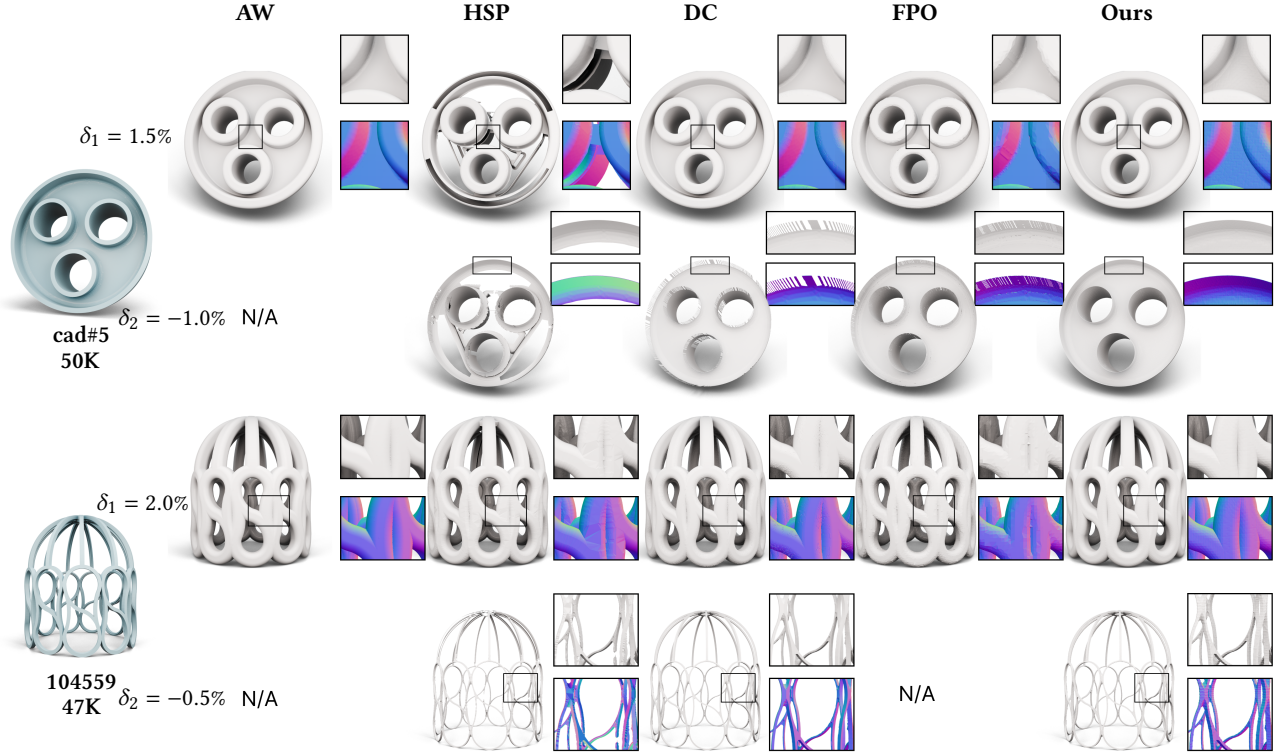 AW HSP DC FPO Ours
δ₁ = 1.5%
δ₂ = −1.0% N/A
cad#5
50K
δ₁ = 2.0%
104559
δ₂ = −0.5% N/A N/A
47K